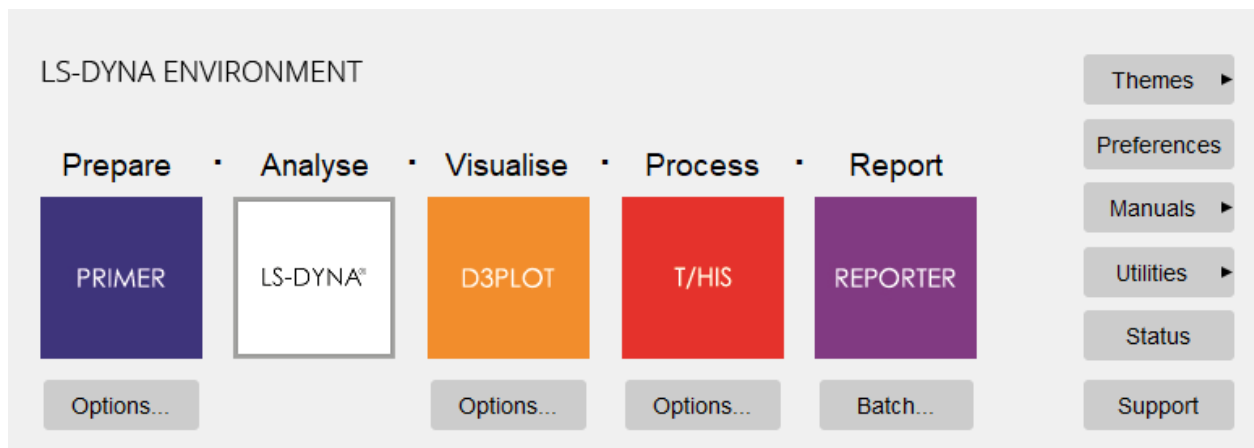 LS-DYNA ENVIRONMENT
Themes ►
Preferences
Prepare · Analyse · Visualise · Process · Report
Manuals ►
PRIMER LS-DYNA® D3PLOT T/HIS REPORTER
Utilities ►
Status
Options... Options... Options... Batch... Support